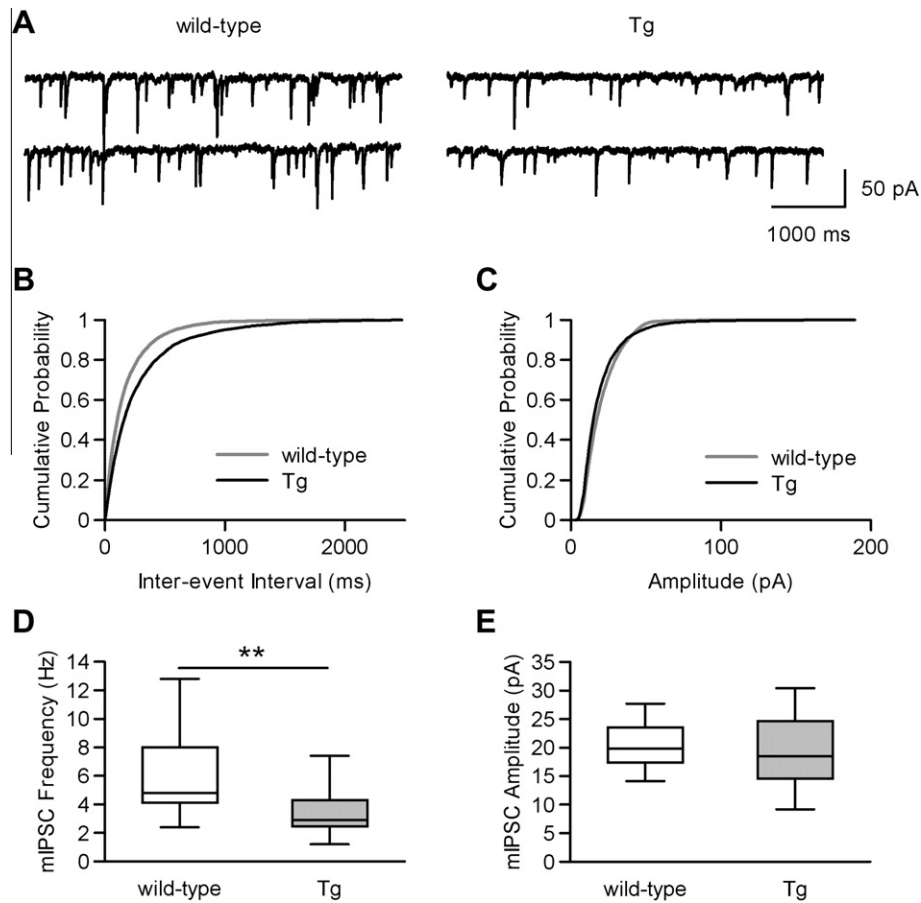 A
wild-type
Tg
50 pA
1000 ms
B
Cumulative Probability
1
0.8
0.6
0.4
0.2
0
wild-type
Tg
0
1000
2000
Inter-event Interval (ms)
C
Cumulative Probability
1
0.8
0.6
0.4
0.2
0
wild-type
Tg
0
100
200
Amplitude (pA)
D
mIPSC Frequency (Hz)
14
12
10
8
6
4
2
0
**
wild-type
Tg
E
mIPSC Amplitude (pA)
35
30
25
20
15
10
5
0
wild-type
Tg